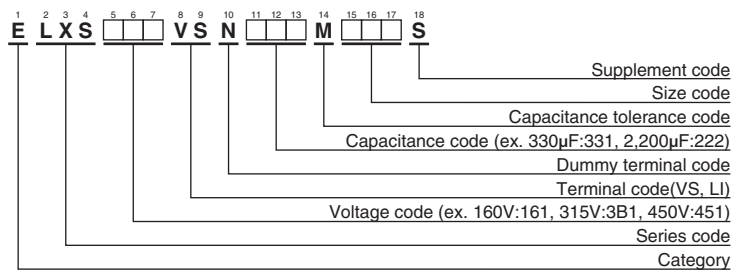 1 2 3 4 5 6 7 8 9 10 11 12 13 14 15 16 17 18
E L X S V S N M S
Supplement code
Size code
Capacitance tolerance code
Capacitance code (ex. 330µF:331, 2,200µF:222)
Dummy terminal code
Terminal code(VS, LI)
Voltage code (ex. 160V:161, 315V:3B1, 450V:451)
Series code
Category